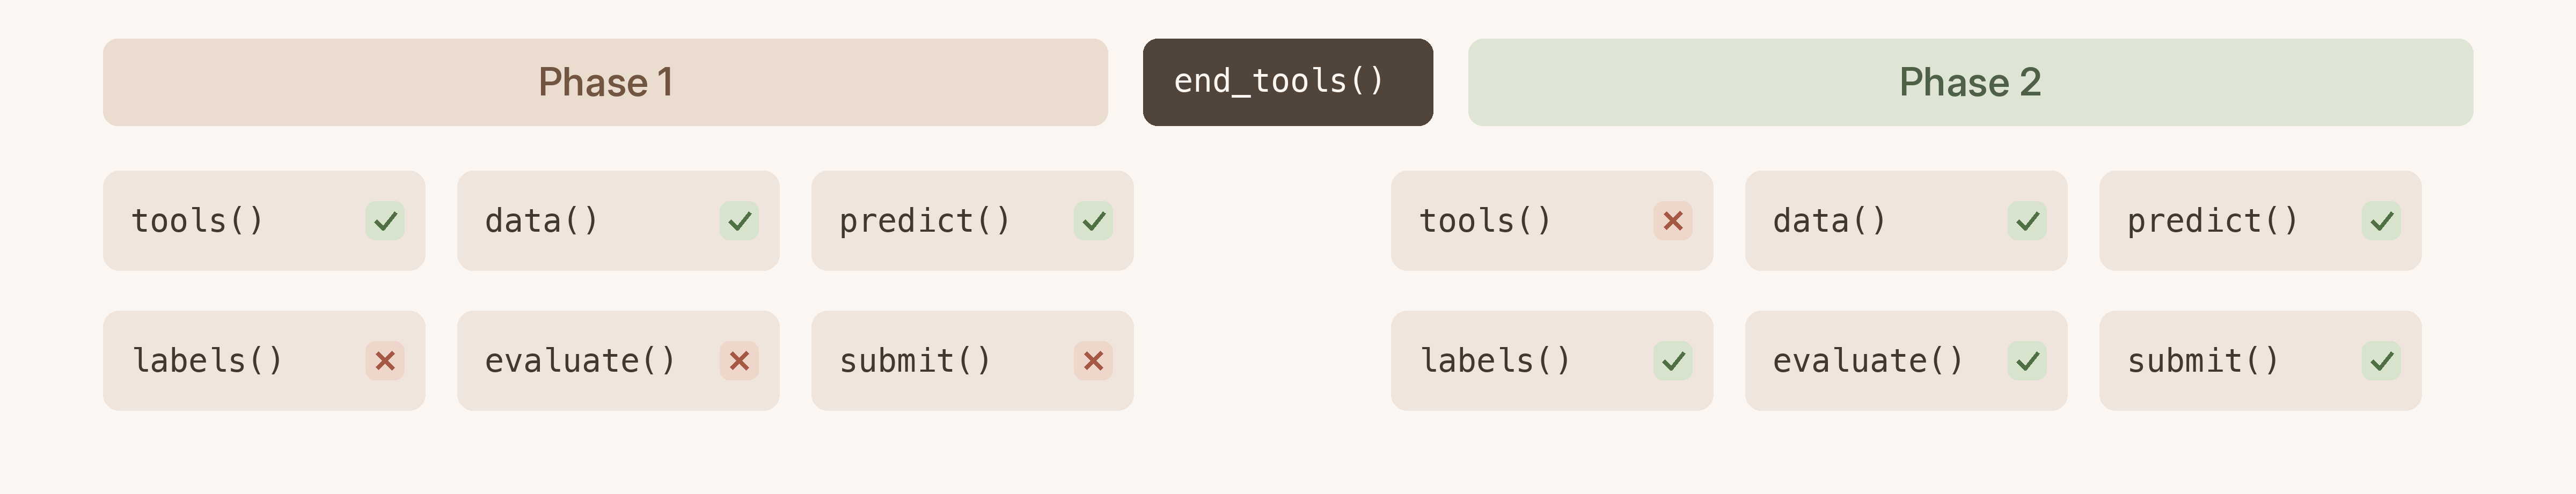 Phase 1
end_tools()
Phase 2
tools()
data()
predict()
tools()
data()
predict()
labels()
evaluate()
submit()
labels()
evaluate()
submit()